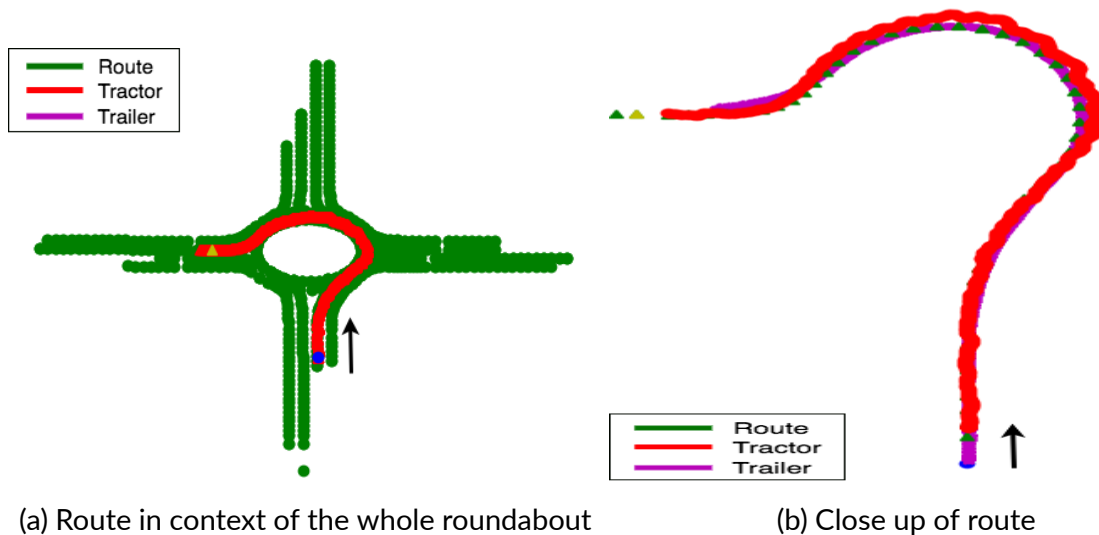 Route
Tractor
Trailer
Route
Tractor
Trailer
(a) Route in context of the whole roundabout
(b) Close up of route